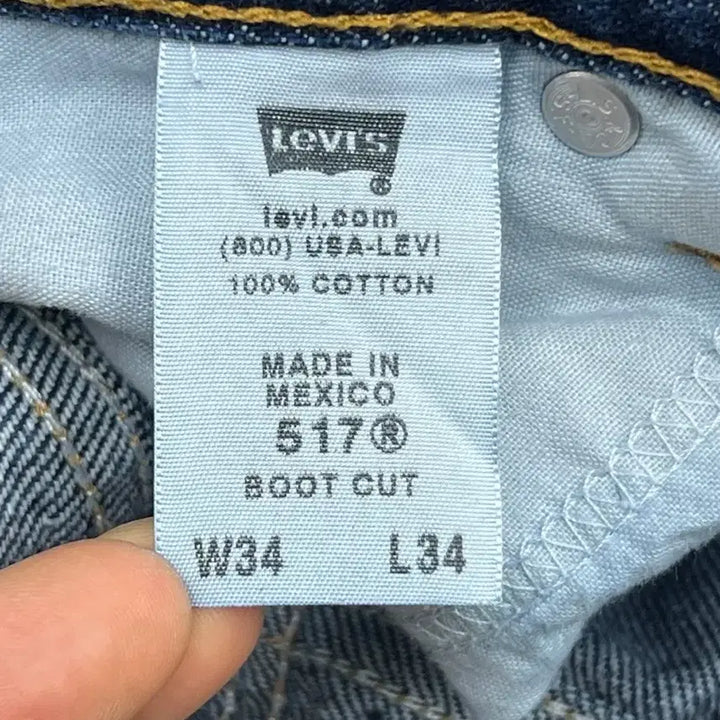 Levi's
®
levi.com
(800) USA-LEVI
100% COTTON
MADE IN
MEXICO
517®
BOOT CUT
W34 L34